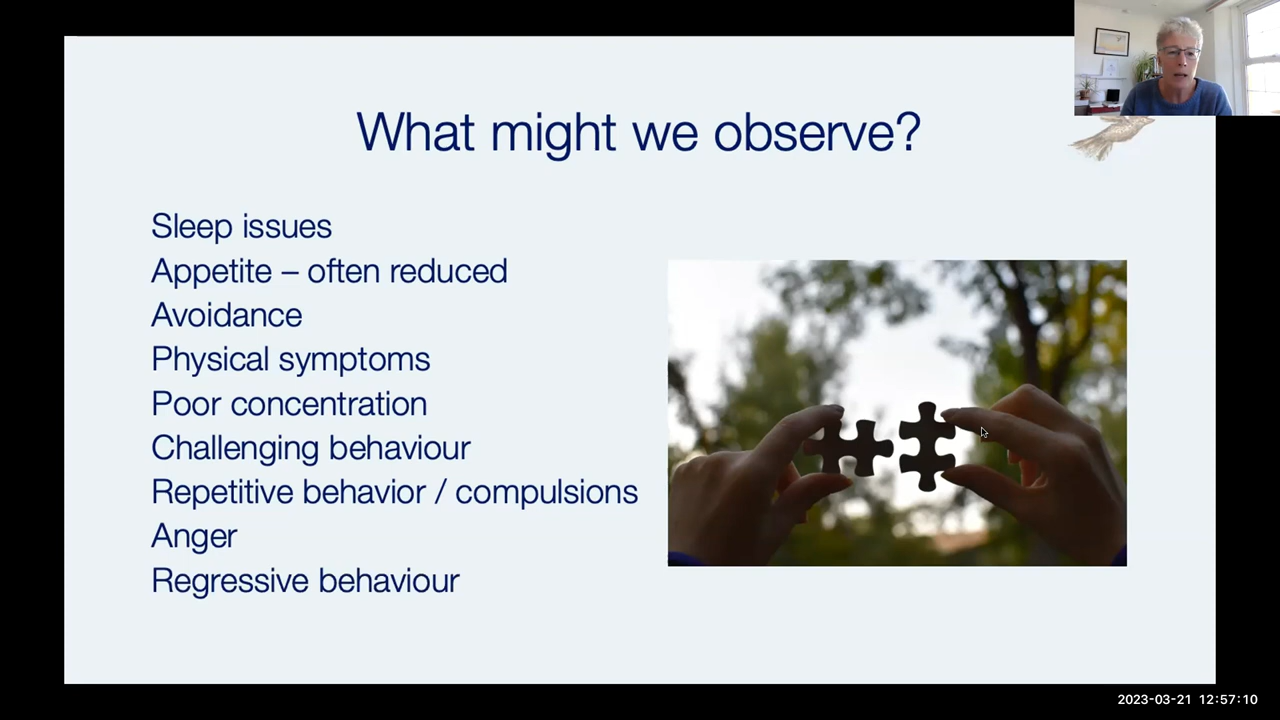 What might we observe?
Sleep issues
Appetite – often reduced
Avoidance
Physical symptoms
Poor concentration
Challenging behaviour
Repetitive behavior / compulsions
Anger
Regressive behaviour
2023-03-21 12:57:10